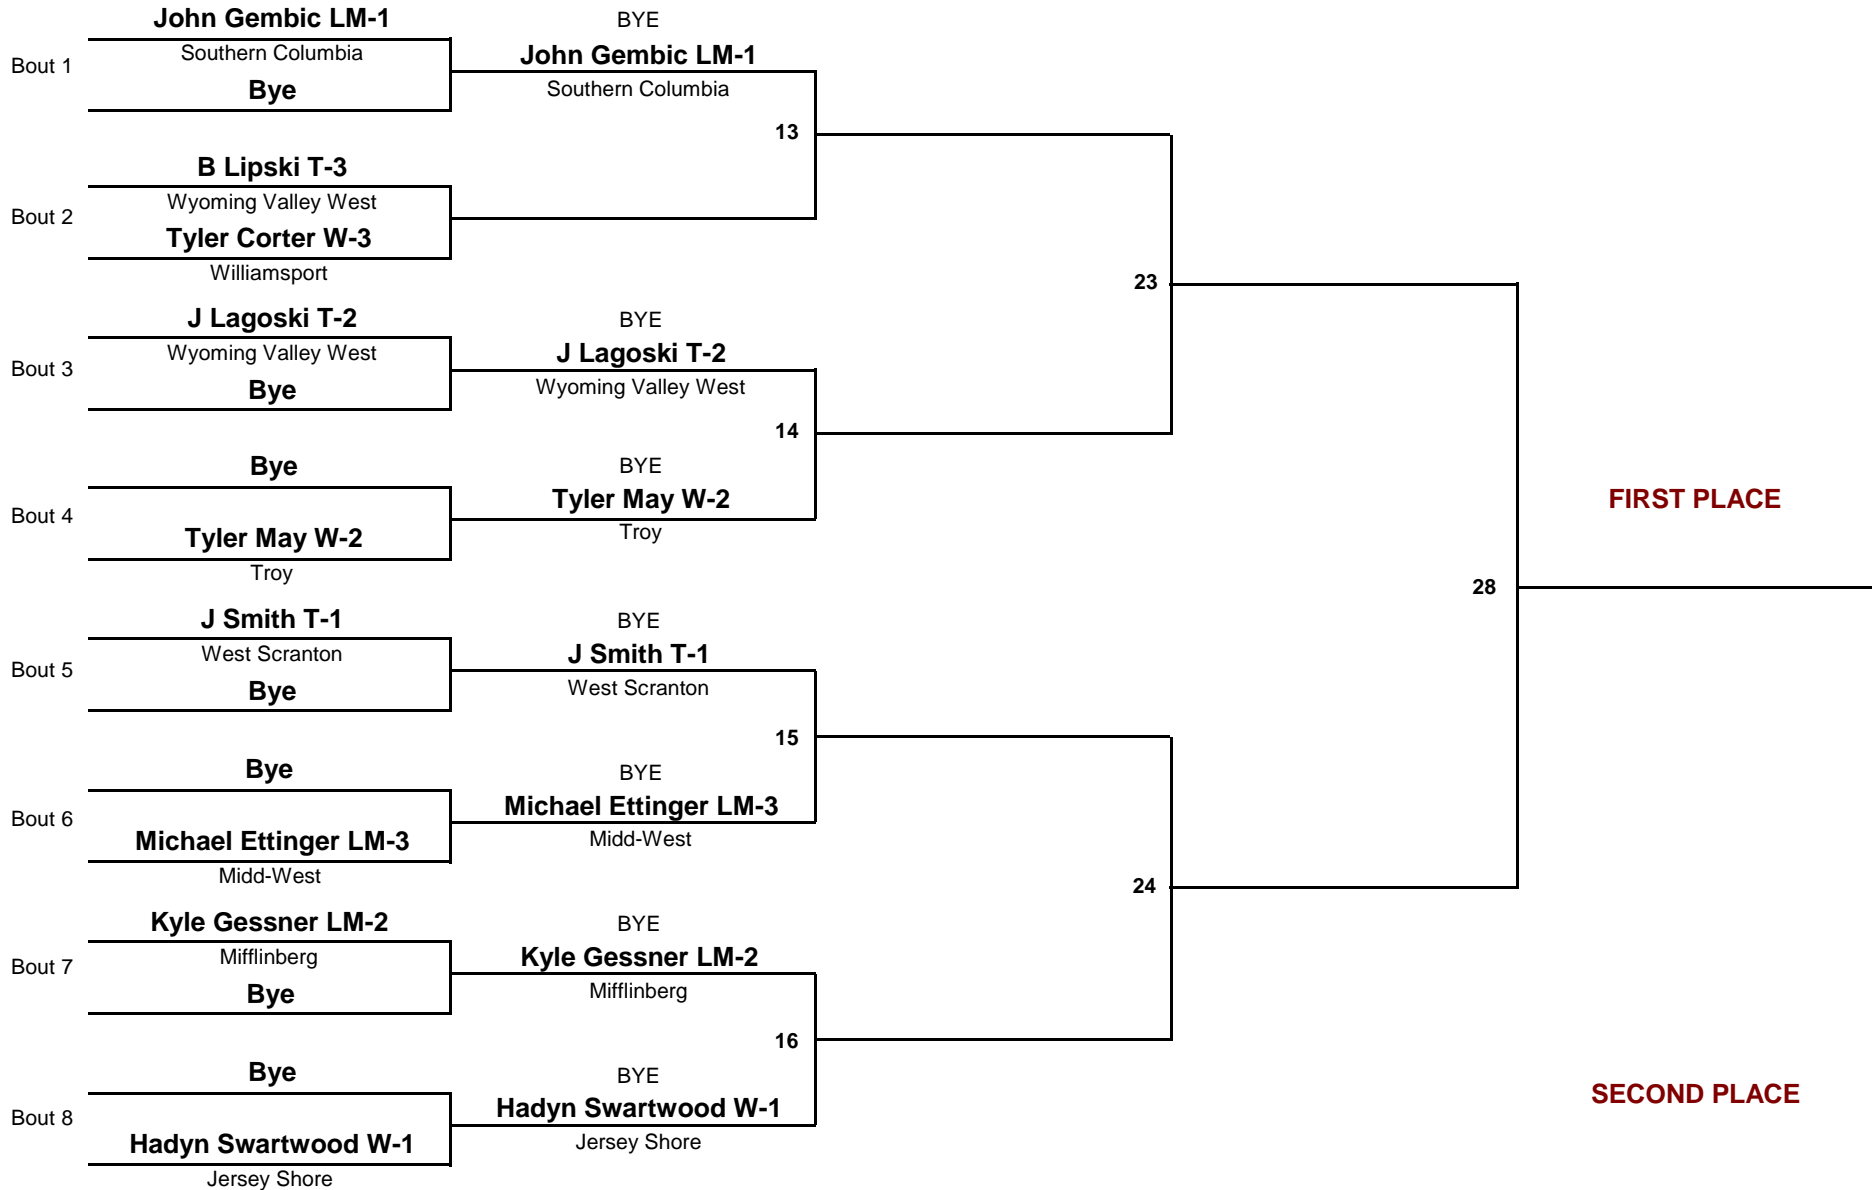 John Gembic LM-1
BYE
Bout 1
Southern Columbia
John Gembic LM-1
Bye
Southern Columbia
13
B Lipski T-3
Bout 2
Wyoming Valley West
Tyler Corter W-3
Williamsport
23
J Lagoski T-2
BYE
Bout 3
Wyoming Valley West
J Lagoski T-2
Bye
Wyoming Valley West
14
Bye
BYE
Bout 4
Tyler May W-2
FIRST PLACE
Tyler May W-2
Troy
Troy
28
J Smith T-1
BYE
Bout 5
West Scranton
J Smith T-1
Bye
West Scranton
15
Bye
BYE
Bout 6
Michael Ettinger LM-3
Michael Ettinger LM-3
Midd-West
Midd-West
24
Kyle Gessner LM-2
BYE
Bout 7
Mifflinberg
Kyle Gessner LM-2
Bye
Mifflinberg
16
Bye
BYE
Bout 8
Hadyn Swartwood W-1
SECOND PLACE
Hadyn Swartwood W-1
Jersey Shore
Jersey Shore